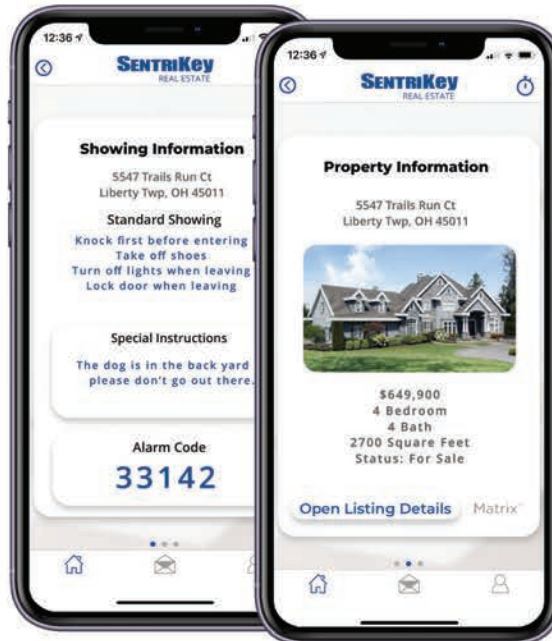 12:36
SENTRIKEY
REAL ESTATE
Showing Information
5547 Trails Run Ct
Liberty Twp, OH 45011
Standard Showing
Knock first before entering
Take off shoes
Turn off lights when leaving
Lock door when leaving
Special Instructions
The dog is in the back yard
please don't go out there.
Alarm Code
33142
12:36
SENTRIKEY
REAL ESTATE
Property Information
5547 Trails Run Ct
Liberty Twp, OH 45011
$649,900
4 Bedroom
4 Bath
2700 Square Feet
Status: For Sale
Open Listing Details Matrix™